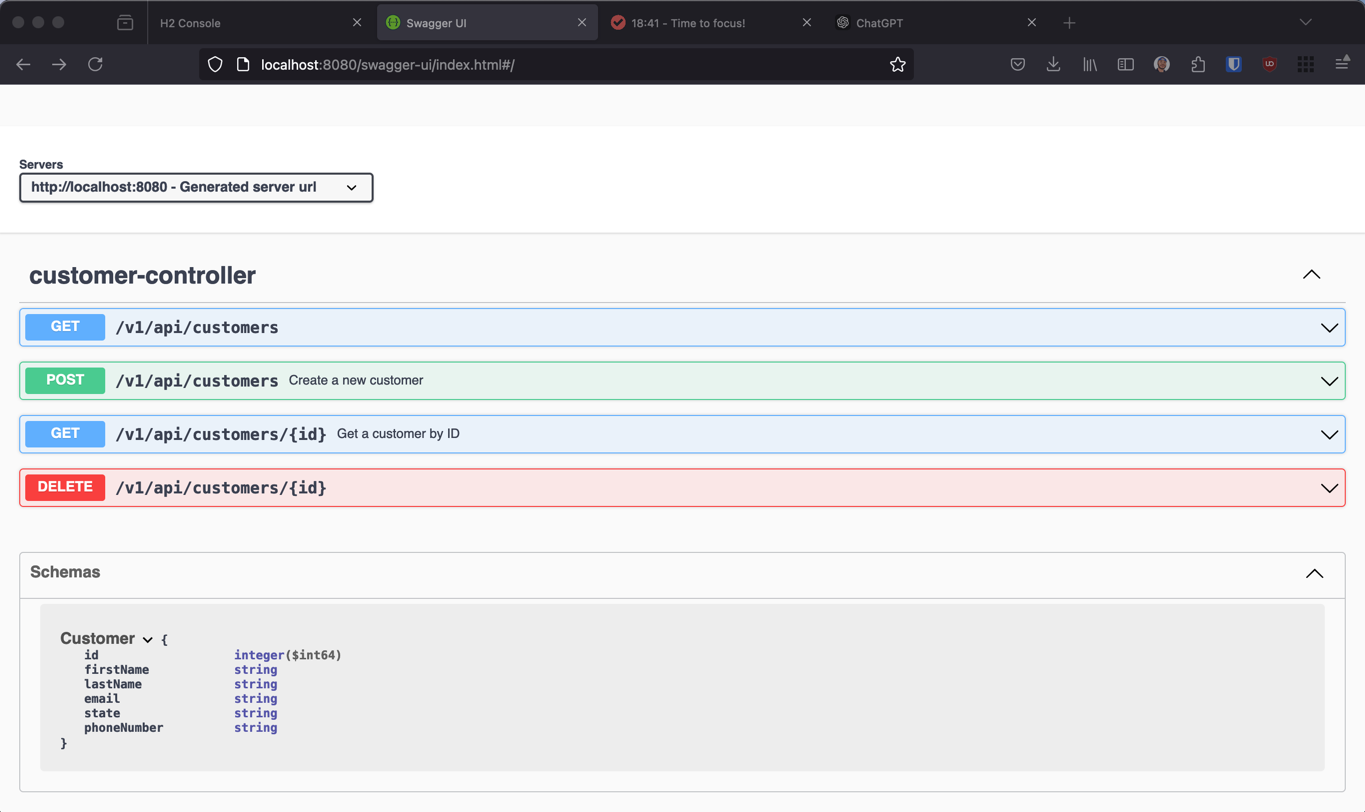 H2 Console
Swagger UI
18:41 - Time to focus!
ChatGPT
localhost:8080/swagger-ui/index.html#/
Servers
http://localhost:8080 - Generated server url
customer-controller
GET /v1/api/customers
POST /v1/api/customers Create a new customer
GET /v1/api/customers/{id} Get a customer by ID
DELETE /v1/api/customers/{id}
Schemas
Customer {
id integer($int64)
firstName string
lastName string
email string
state string
phoneNumber string
}